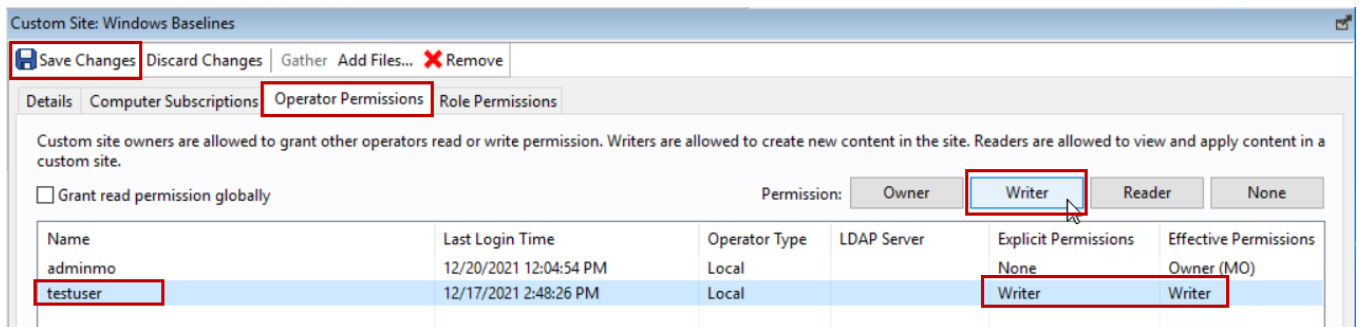 Custom Site: Windows Baselines
Save Changes Discard Changes Gather Add Files... Remove
Details Computer Subscriptions Operator Permissions Role Permissions
Custom site owners are allowed to grant other operators read or write permission. Writers are allowed to create new content in the site. Readers are allowed to view and apply content in a
custom site.
Grant read permission globally Permission: Owner Writer Reader None
Name Last Login Time Operator Type LDAP Server Explicit Permissions Effective Permissions
adminmo 12/20/2021 12:04:54 PM Local None Owner (MO)
testuser 12/17/2021 2:48:26 PM Local Writer Writer